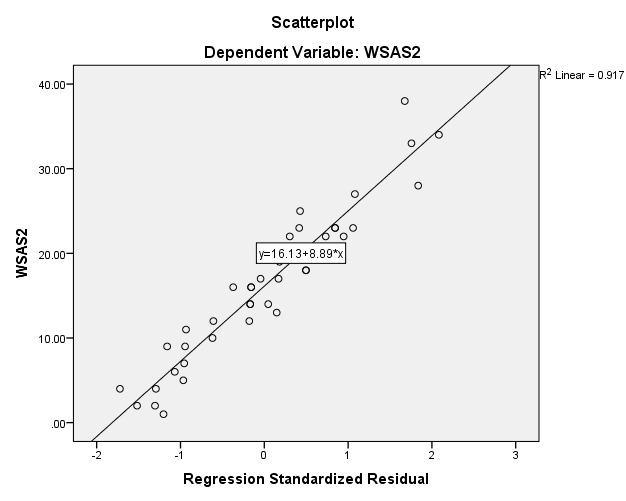 Scatterplot
Dependent Variable: WSAS2
R² Linear = 0.917
40.00
30.00
20.00
10.00
.00
WSAS2
y=16.13+8.89*x
-2 -1 0 1 2 3
Regression Standardized Residual